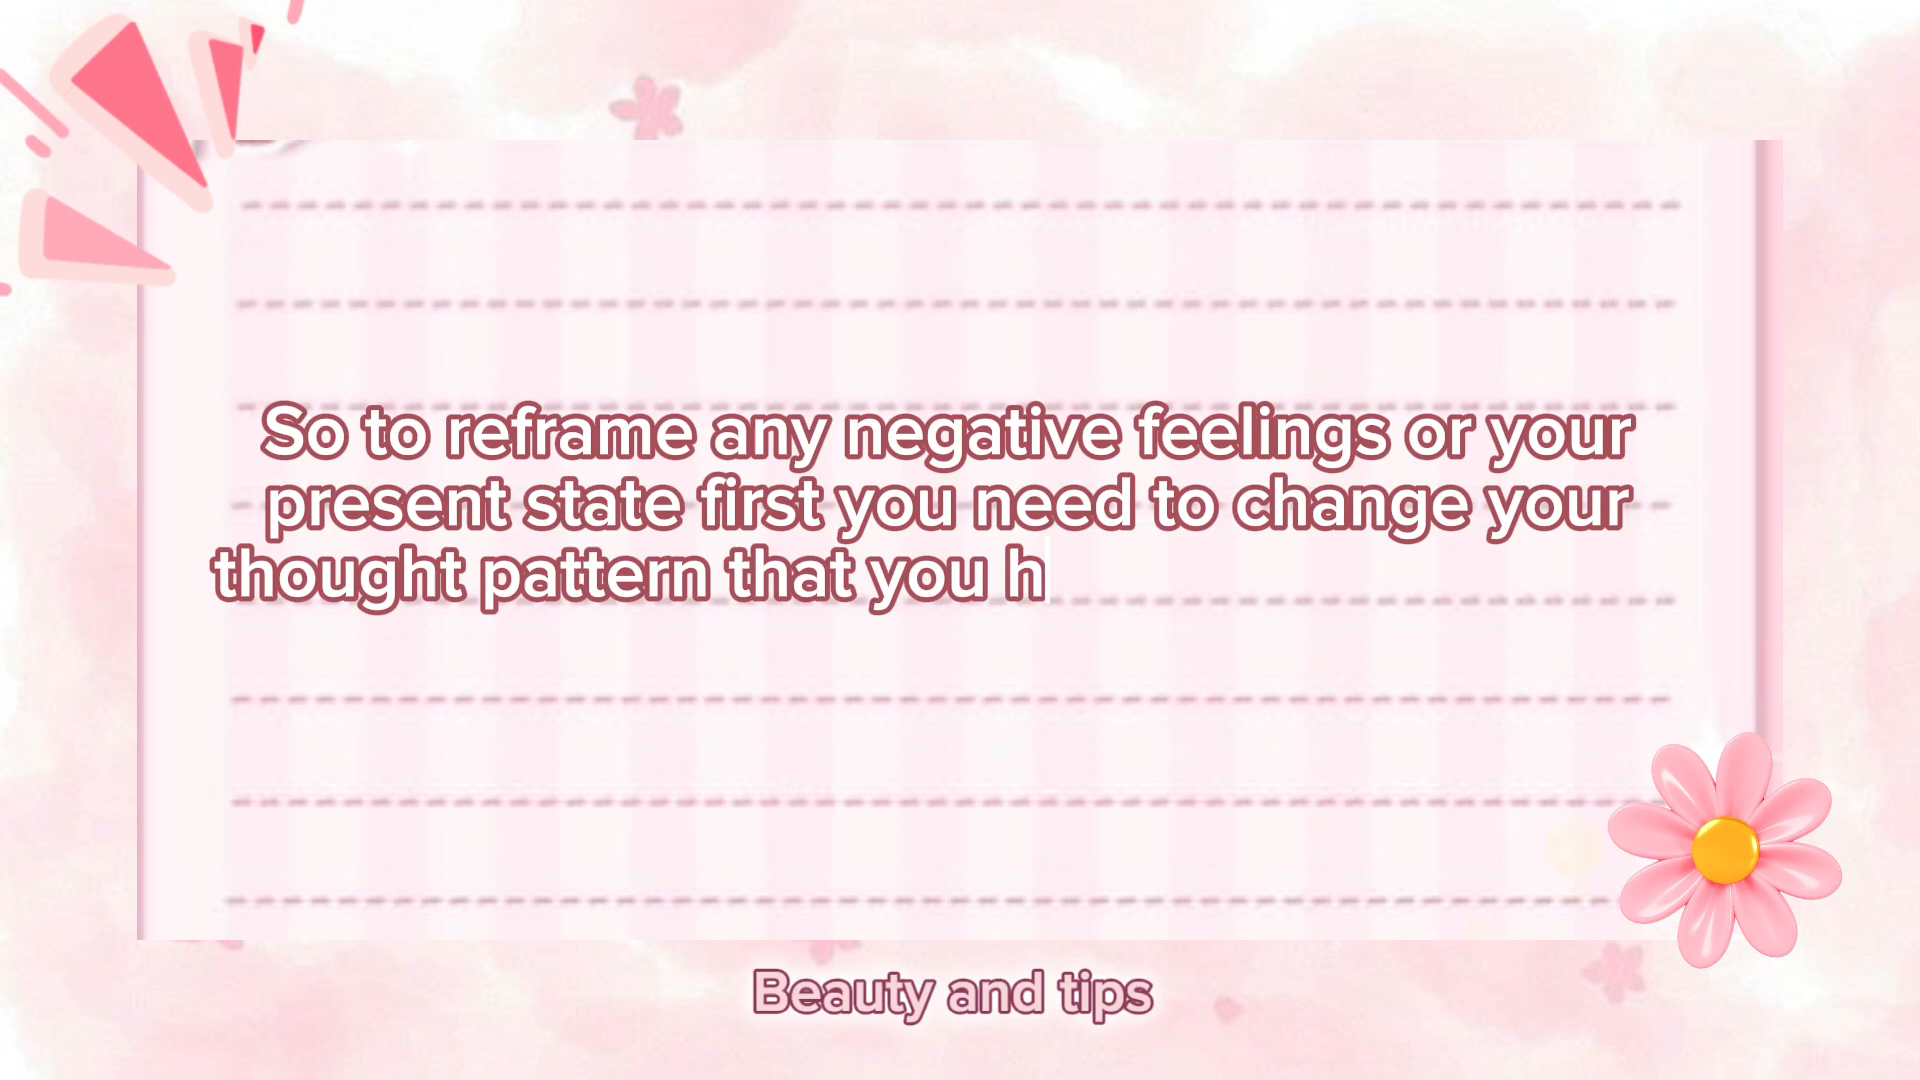 So to reframe any negative feelings or your
present state first you need to change your
thought pattern that you h
Beauty and tips